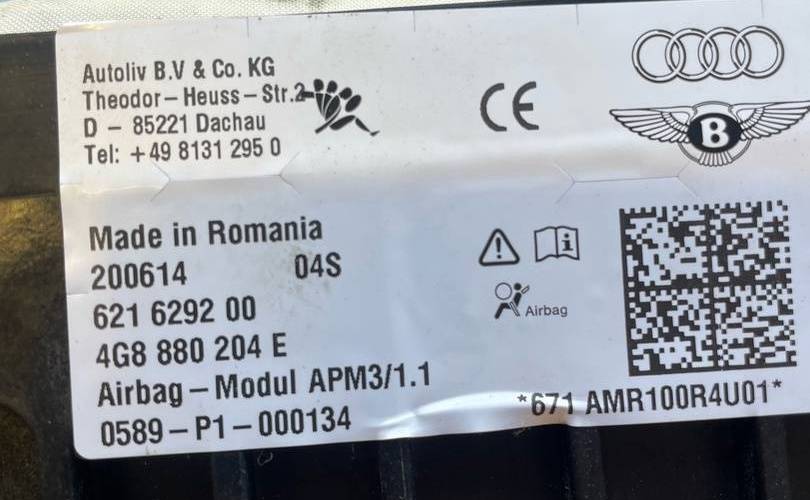 Autoliv B.V & Co. KG
Theodor-Heuss-Str.2
D - 85221 Dachau
Tel: +49 8131 295 0
CE
B
Made in Romania
200614 04S
621 6292 00
4G8 880 204 E
Airbag-Modul APM3/1.1
0589-P1-000134
Airbag
*671 AMR100R4U01*